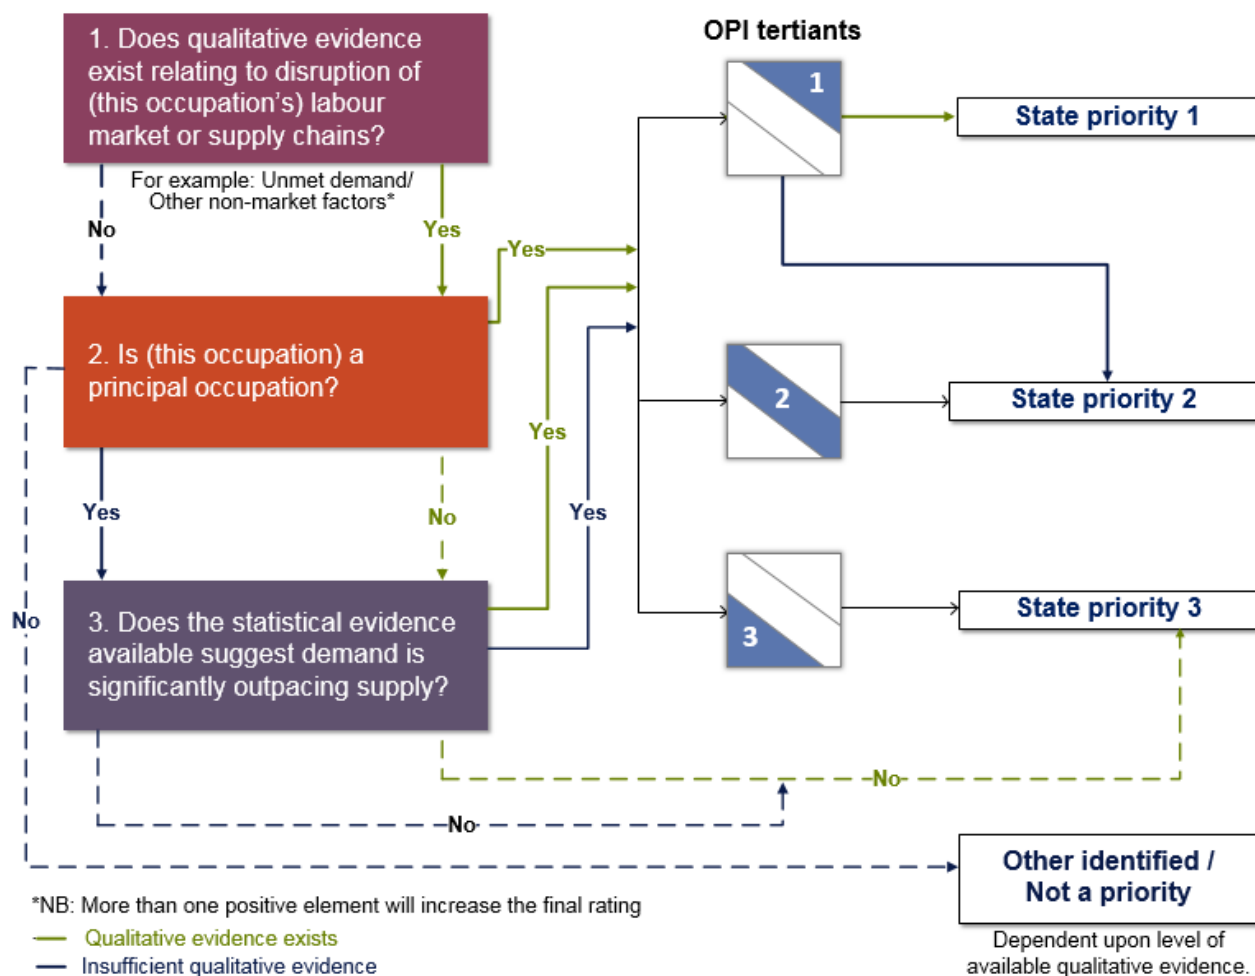 1. Does qualitative evidence
exist relating to disruption of
(this occupation's) labour
market or supply chains?
For example: Unmet demand/
Other non-market factors*
No
Yes
Yes
2. Is (this occupation) a
principal occupation?
Yes
Yes
No
Yes
No
3. Does the statistical evidence
available suggest demand is
significantly outpacing supply?
No
No
OPI tertiants
1
State priority 1
2
State priority 2
3
State priority 3
Other identified /
Not a priority
Dependent upon level of
available qualitative evidence.
*NB: More than one positive element will increase the final rating
Qualitative evidence exists
Insufficient qualitative evidence